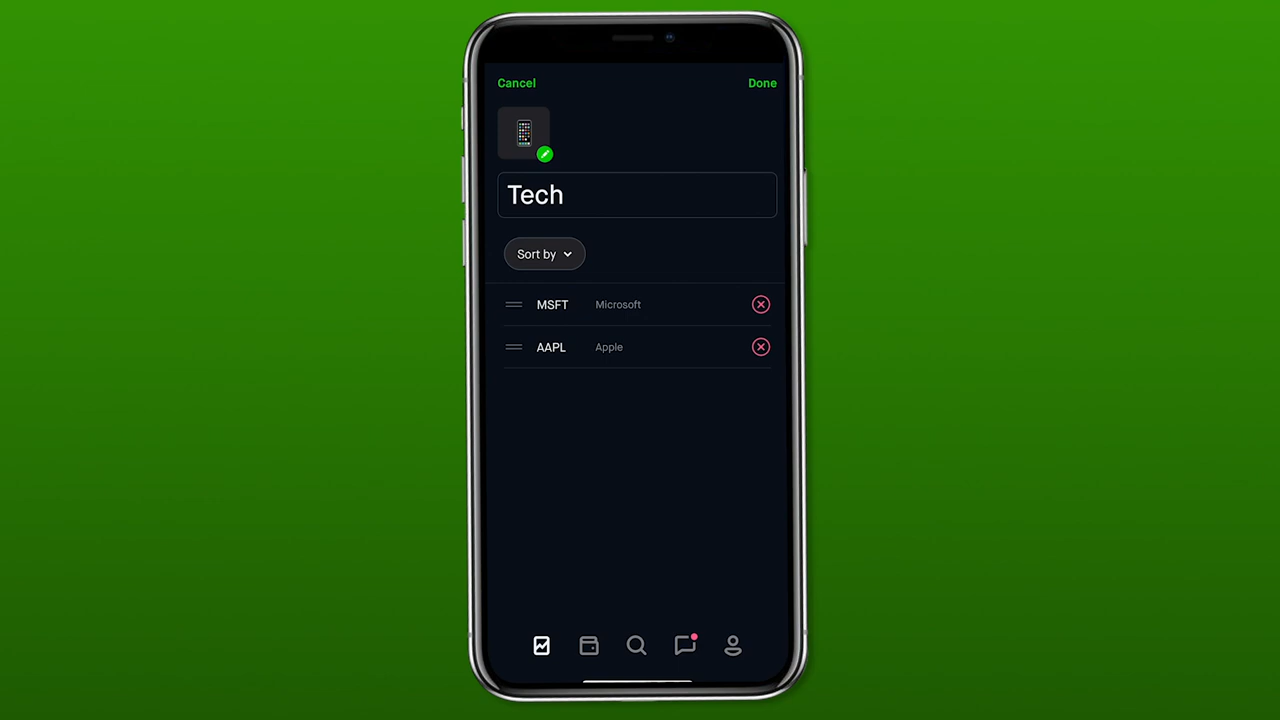 Cancel Done
Tech
Sort by
MSFT Microsoft
AAPL Apple